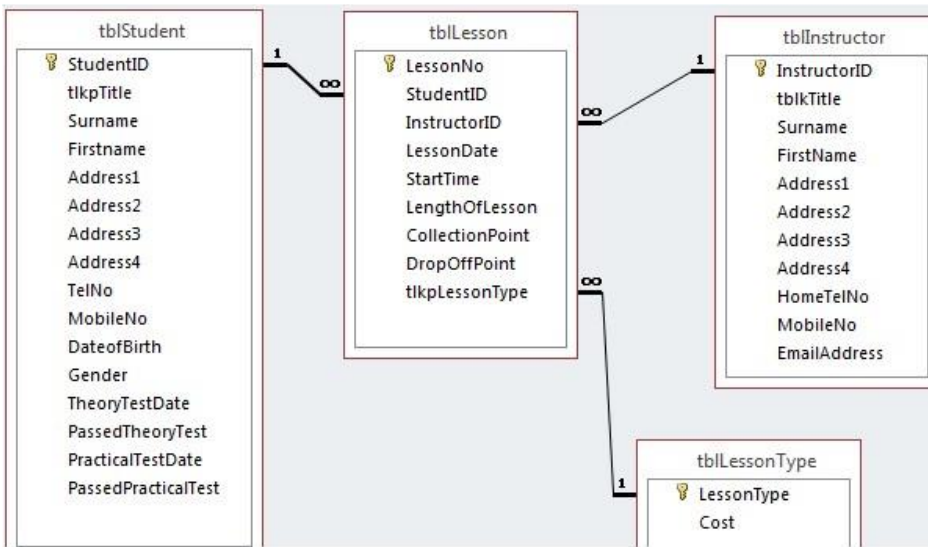 tblStudent
StudentID
tlkpTitle
Surname
Firstname
Address1
Address2
Address3
Address4
TelNo
MobileNo
DateofBirth
Gender
TheoryTestDate
PassedTheoryTest
PracticalTestDate
PassedPracticalTest
1
∞
tblLesson
LessonNo
StudentID
InstructorID
LessonDate
StartTime
LengthOfLesson
CollectionPoint
DropOffPoint
tlkpLessonType
∞
1
∞
1
tblInstructor
InstructorID
tblkTitle
Surname
FirstName
Address1
Address2
Address3
Address4
HomeTelNo
MobileNo
EmailAddress
tblLessonType
LessonType
Cost